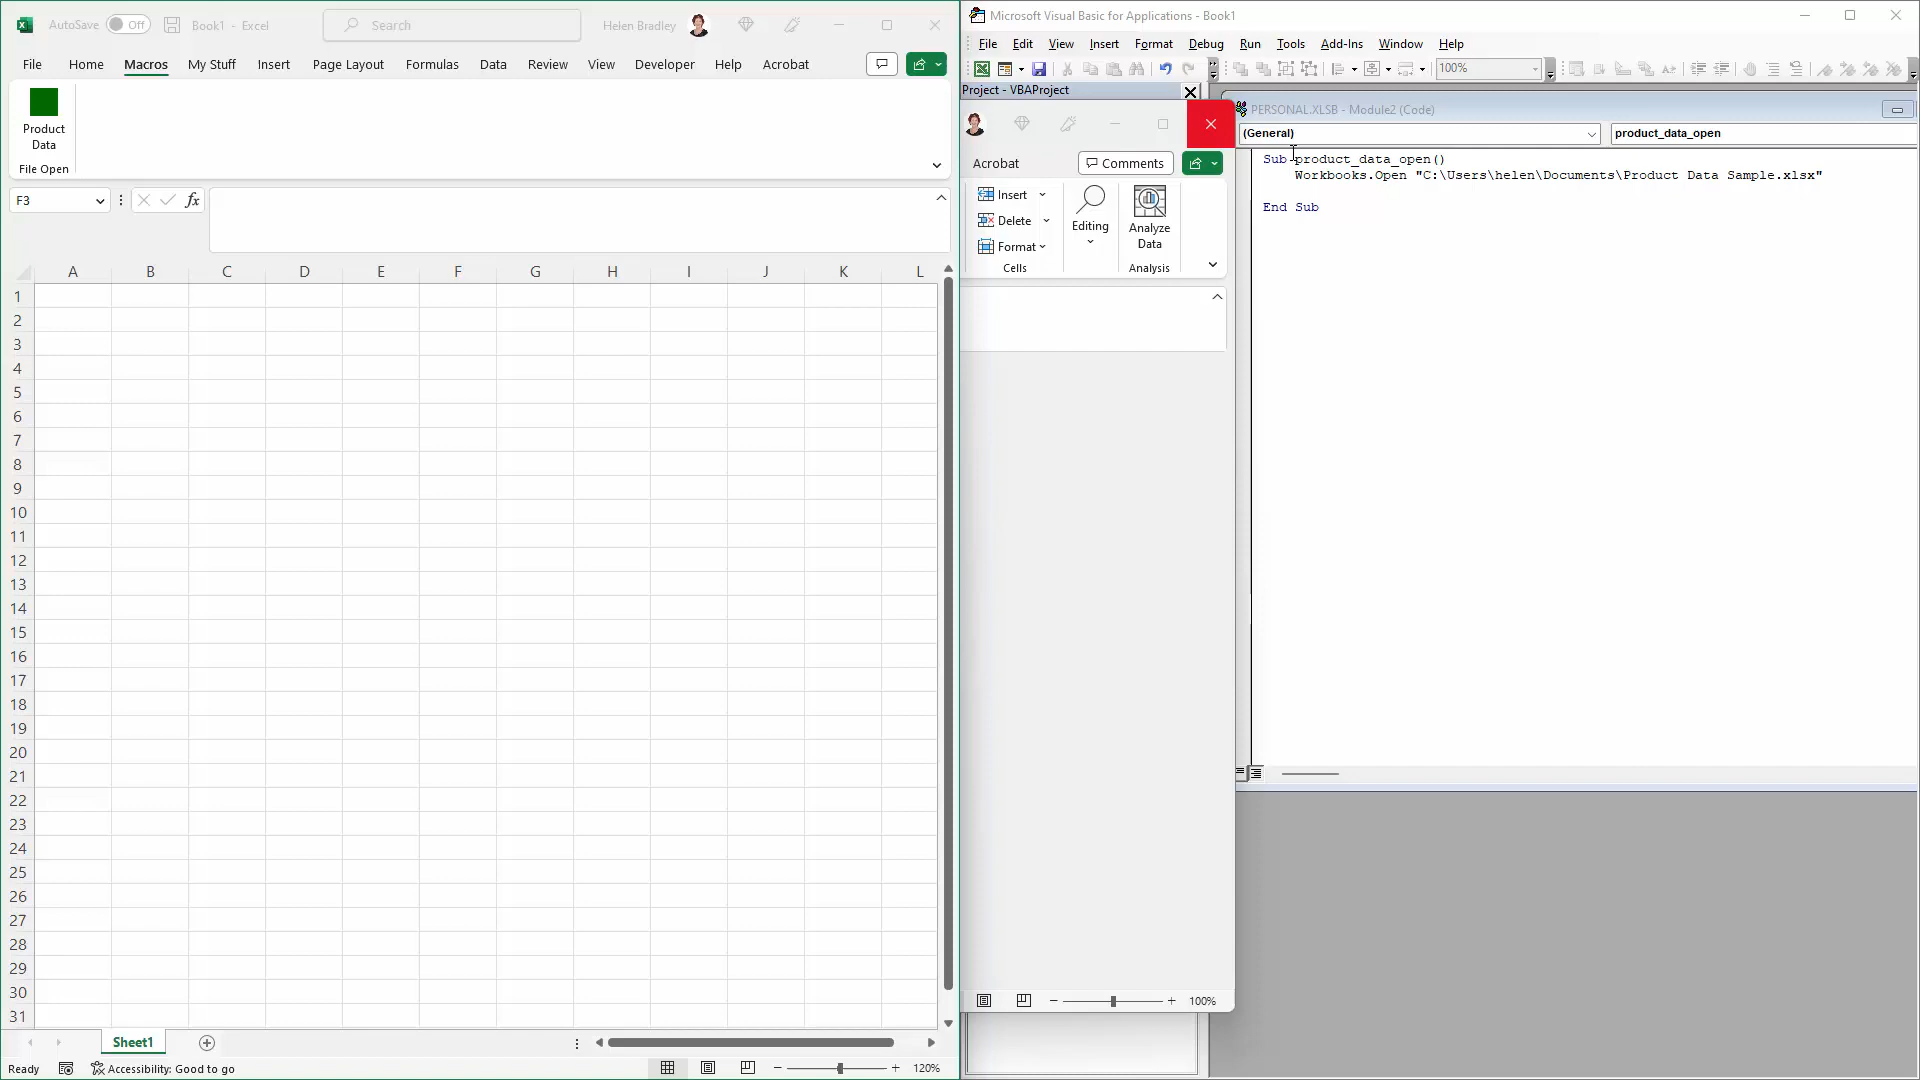 AutoSave Off Book1 - Excel Search Helen Bradley
File Home Macros My Stuff Insert Page Layout Formulas Data Review View Developer Help Acrobat
Product
Data
File Open
F3 fx
A B C D E F G H I J K L
1
2
3
4
5
6
7
8
9
10
11
12
13
14
15
16
17
18
19
20
21
22
23
24
25
26
27
28
29
30
31
Sheet1
Ready Accessibility: Good to go 120%
Microsoft Visual Basic for Applications - Book1
File Edit View Insert Format Debug Run Tools Add-Ins Window Help
100%
Project - VBAProject
Acrobat Comments
Insert
Delete
Format
Cells
Editing
Analyze
Data
Analysis
100%
PERSONAL.XLSB - Module2 (Code)
(General) product_data_open
Sub product_data_open()
Workbooks.Open "C:\Users\helen\Documents\Product Data Sample.xlsx"
End Sub